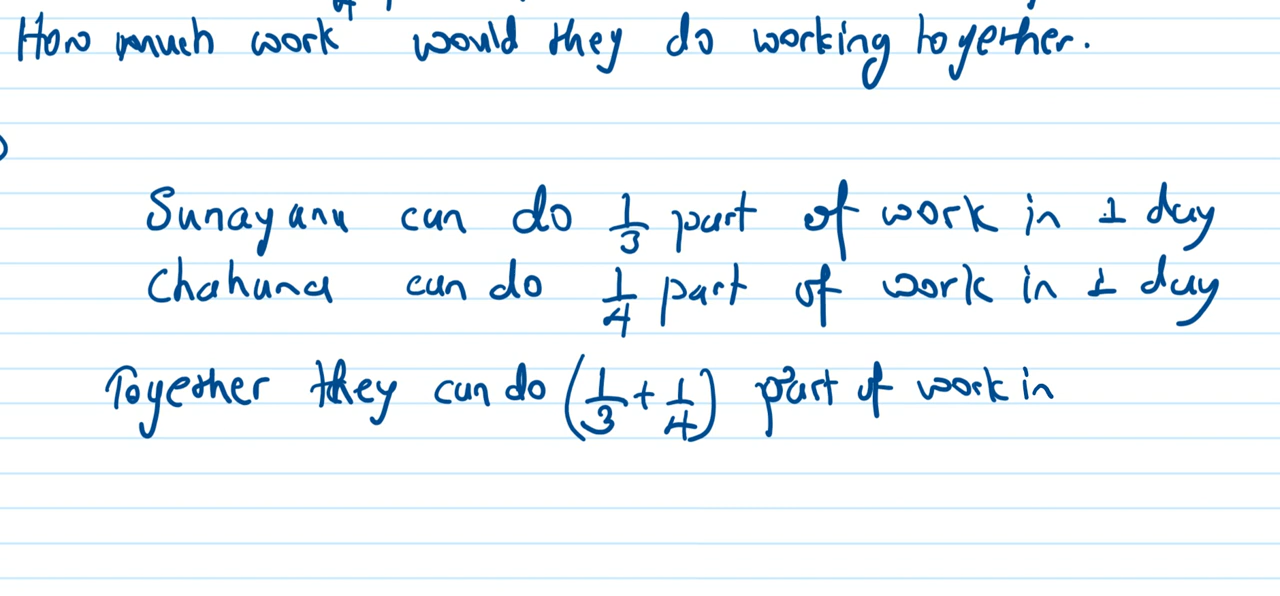 How much work would they do working together.
Sunayana can do 1/3 part of work in 1 day
Chahana can do 1/4 part of work in 1 day
Together they can do (1/3 + 1/4) part of work in